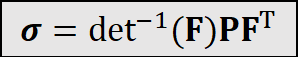 𝝈 = det⁻¹(𝐅)𝐏𝐅ᵀ